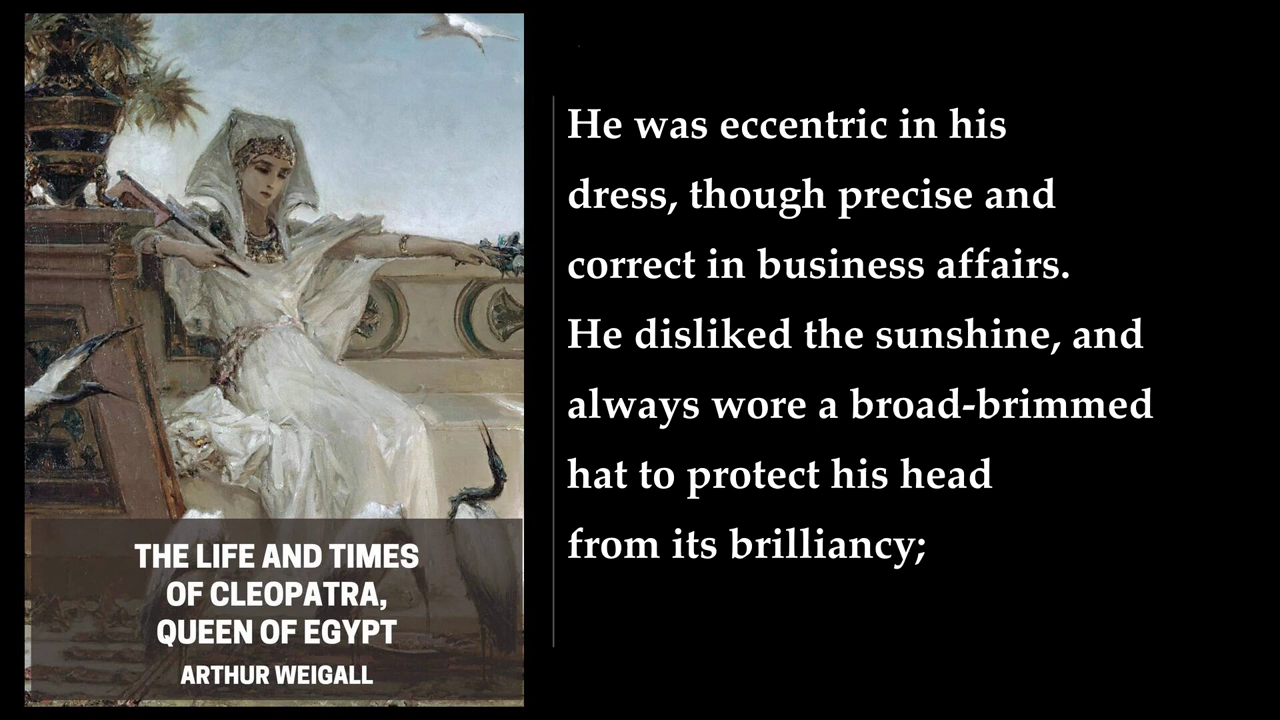 He was eccentric in his
dress, though precise and
correct in business affairs.
He disliked the sunshine, and
always wore a broad-brimmed
hat to protect his head
from its brilliancy;
THE LIFE AND TIMES
OF CLEOPATRA,
QUEEN OF EGYPT
ARTHUR WEIGALL